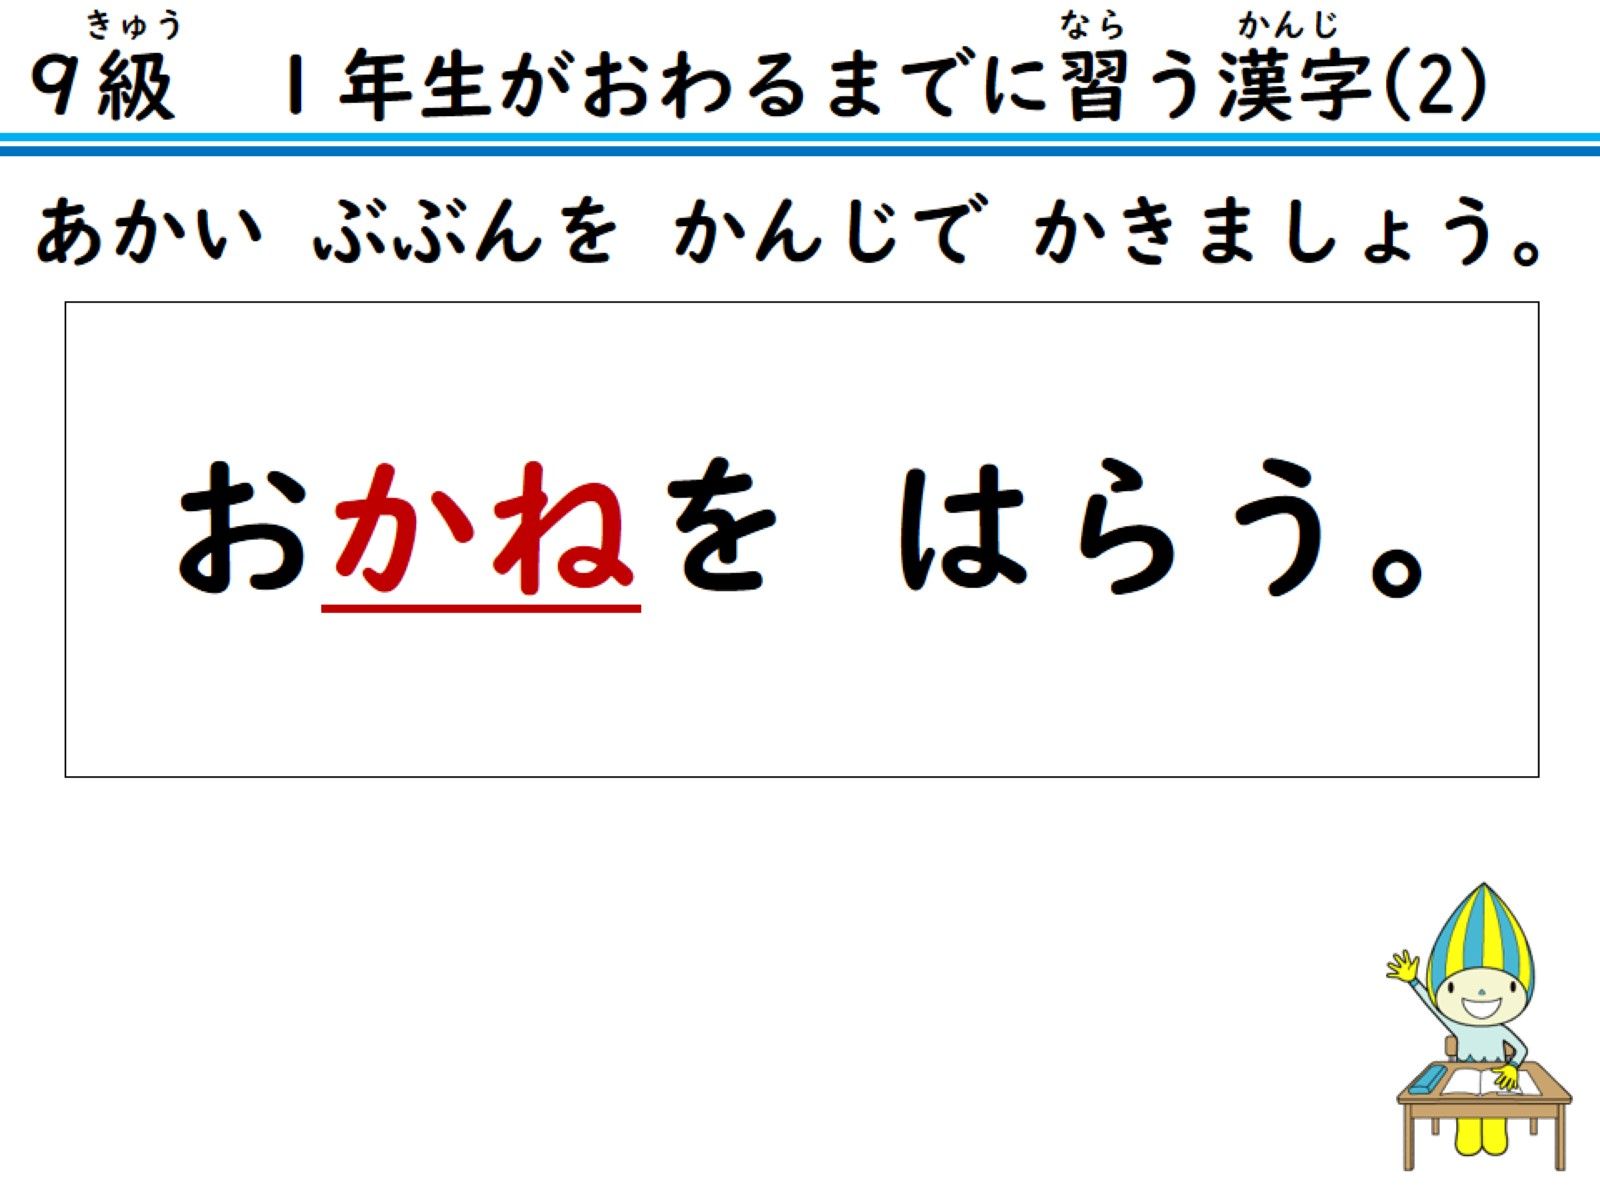 きゅう なら かんじ
9級 1年生がおわるまでに習う漢字(2)
あかい ぶぶんを かんじで かきましょう。
おかねを はらう。